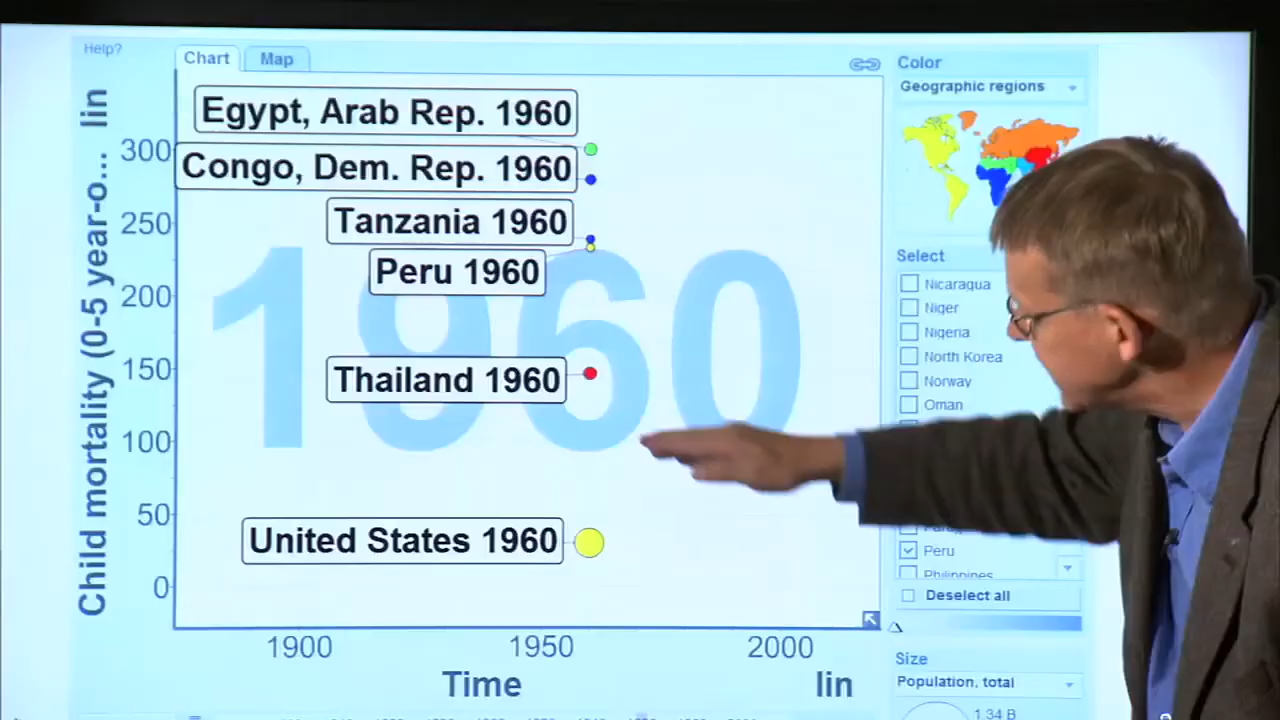 Help?
Chart
Map
Child mortality (0-5 year-o... lin
300
250
200
150
100
50
0
1960
Egypt, Arab Rep. 1960
Congo, Dem. Rep. 1960
Tanzania 1960
Peru 1960
Thailand 1960
United States 1960
1900
1950
2000
Time
lin
Color
Geographic regions
Select
Nicaragua
Niger
Nigeria
North Korea
Norway
Oman
Peru
Philippines
Deselect all
Size
Population, total
1.34 B